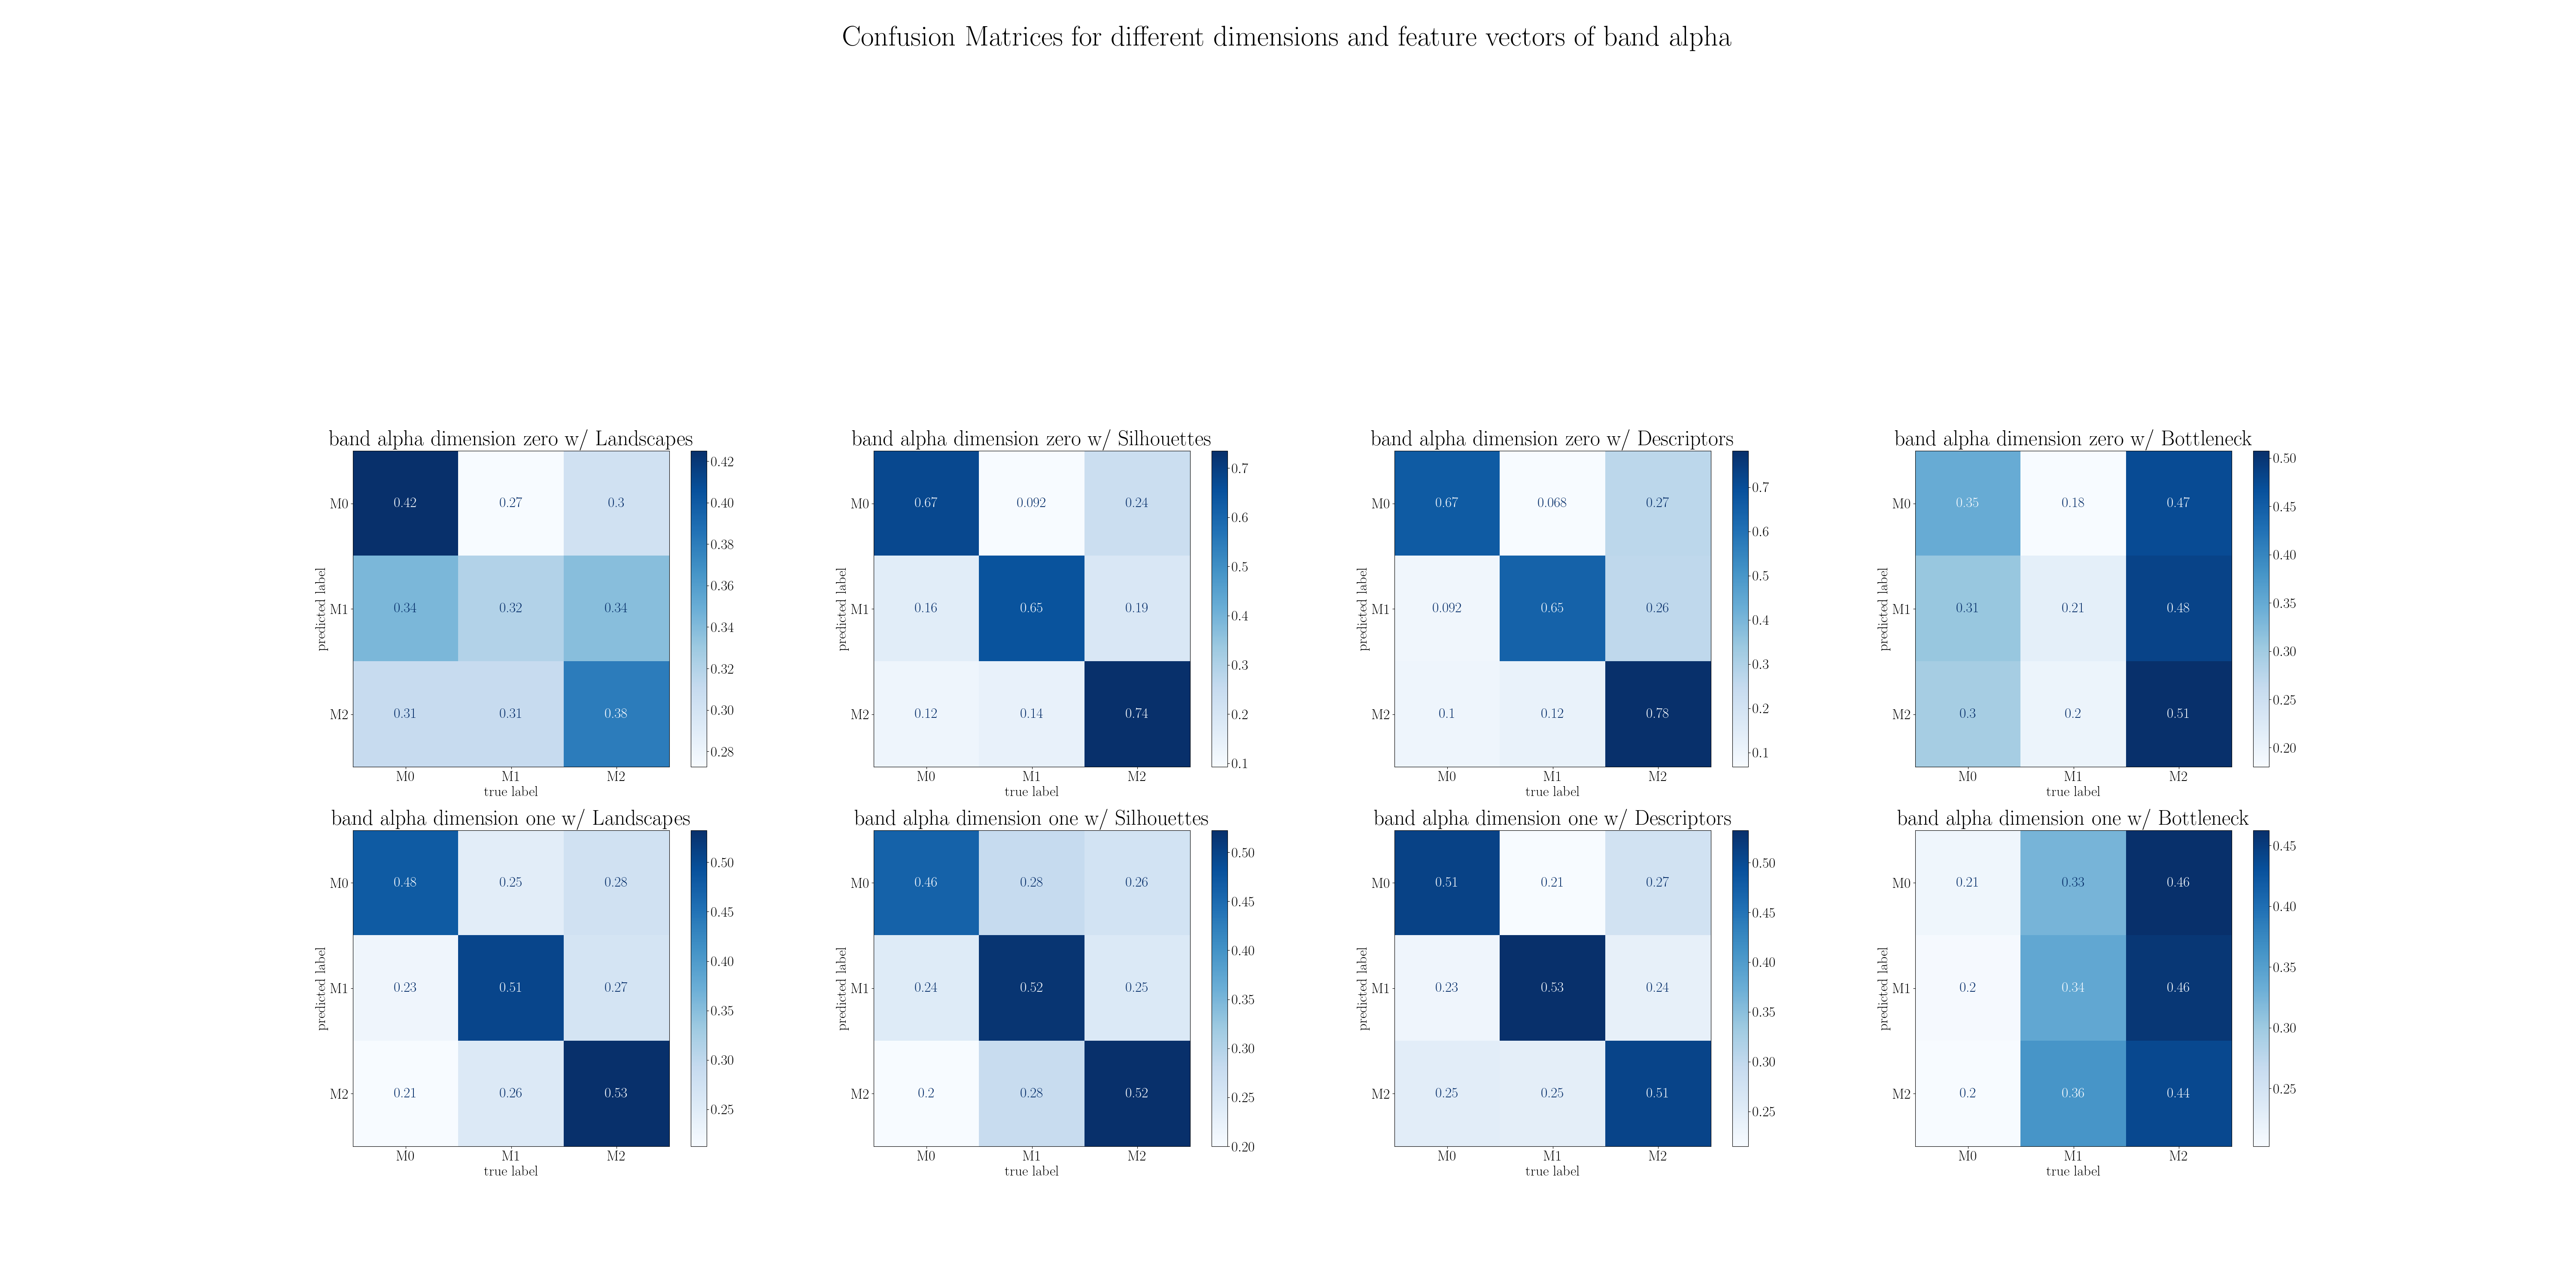 Confusion Matrices for different dimensions and feature vectors of band alpha
band alpha dimension zero w/ Landscapes
M0 0.42 0.27 0.3
M1 0.34 0.32 0.34
M2 0.31 0.31 0.38
M0 M1 M2
true label
predicted label
0.42
0.40
0.38
0.36
0.34
0.32
0.30
0.28
band alpha dimension zero w/ Silhouettes
M0 0.67 0.092 0.24
M1 0.16 0.65 0.19
M2 0.12 0.14 0.74
M0 M1 M2
true label
predicted label
0.7
0.6
0.5
0.4
0.3
0.2
0.1
band alpha dimension zero w/ Descriptors
M0 0.67 0.068 0.27
M1 0.092 0.65 0.26
M2 0.1 0.12 0.78
M0 M1 M2
true label
predicted label
0.7
0.6
0.5
0.4
0.3
0.2
0.1
band alpha dimension zero w/ Bottleneck
M0 0.35 0.18 0.47
M1 0.31 0.21 0.48
M2 0.3 0.2 0.51
M0 M1 M2
true label
predicted label
0.50
0.45
0.40
0.35
0.30
0.25
0.20
band alpha dimension one w/ Landscapes
M0 0.48 0.25 0.28
M1 0.23 0.51 0.27
M2 0.21 0.26 0.53
M0 M1 M2
true label
predicted label
0.50
0.45
0.40
0.35
0.30
0.25
band alpha dimension one w/ Silhouettes
M0 0.46 0.28 0.26
M1 0.24 0.52 0.25
M2 0.2 0.28 0.52
M0 M1 M2
true label
predicted label
0.50
0.45
0.40
0.35
0.30
0.25
0.20
band alpha dimension one w/ Descriptors
M0 0.51 0.21 0.27
M1 0.23 0.53 0.24
M2 0.25 0.25 0.51
M0 M1 M2
true label
predicted label
0.50
0.45
0.40
0.35
0.30
0.25
band alpha dimension one w/ Bottleneck
M0 0.21 0.33 0.46
M1 0.2 0.34 0.46
M2 0.2 0.36 0.44
M0 M1 M2
true label
predicted label
0.45
0.40
0.35
0.30
0.25